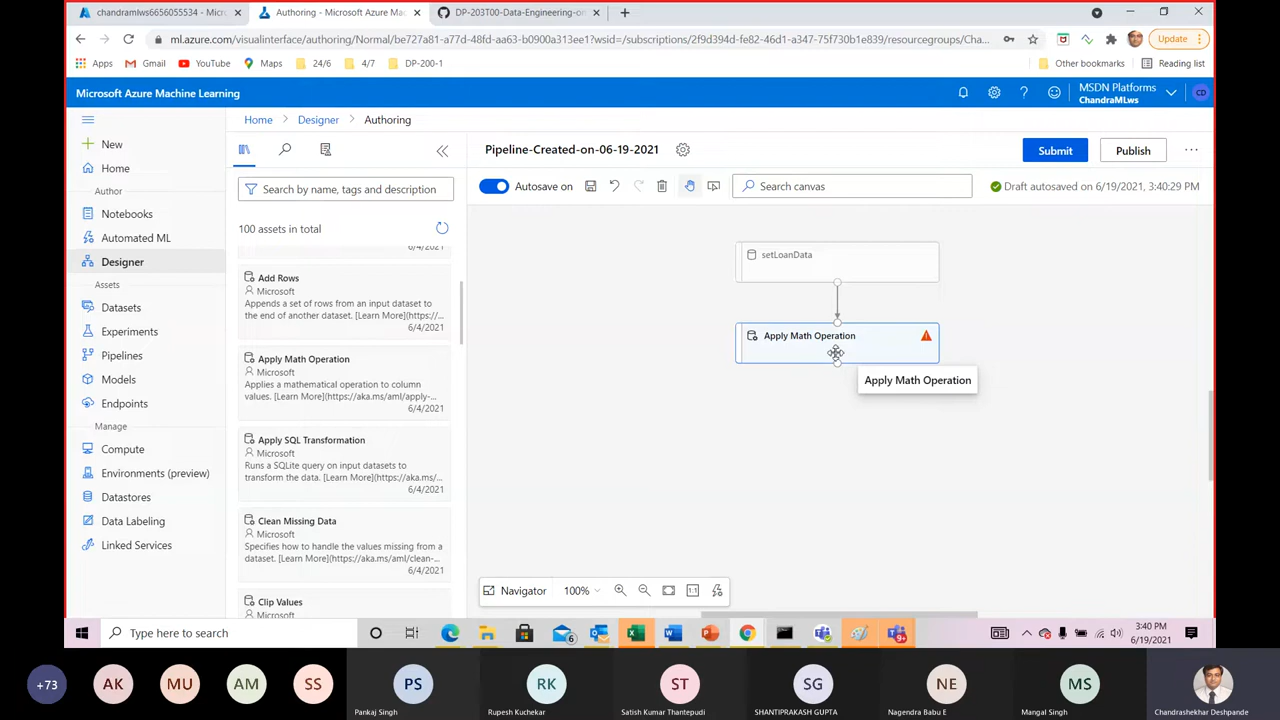 chandramlws6656055534 - Micro
Authoring - Microsoft Azure Mach
DP-203T00-Data-Engineering-on
ml.azure.com/visualinterface/authoring/Normal/be727a81-a77d-48fd-aa63-b0900a313ee1?wsid=/subscriptions/2f9d394d-fe82-46d1-a347-75f730b1e839/resourcegroups/Cha...
Update
Apps
Gmail
YouTube
Maps
24/6
4/7
DP-200-1
Other bookmarks
Reading list
Microsoft Azure Machine Learning
MSDN Platforms
ChandraMLws
CD
New
Home
Author
Notebooks
Automated ML
Designer
Assets
Datasets
Experiments
Pipelines
Models
Endpoints
Manage
Compute
Environments (preview)
Datastores
Data Labeling
Linked Services
Home > Designer > Authoring
Search by name, tags and description
100 assets in total
6/4/2021
Add Rows
Microsoft
Appends a set of rows from an input dataset to
the end of another dataset. [Learn More](https:/...
6/4/2021
Apply Math Operation
Microsoft
Applies a mathematical operation to column
values. [Learn More](https://aka.ms/apply-...
6/4/2021
Apply SQL Transformation
Microsoft
Runs a SQLite query on input datasets to
transform the data. [Learn More](https://aka.ms/...
6/4/2021
Clean Missing Data
Microsoft
Specifies how to handle the values missing from a
dataset. [Learn More](https://aka.ms/aml/clean-...
6/4/2021
Clip Values
Pipeline-Created-on-06-19-2021
Submit
Publish
Autosave on
Search canvas
Draft autosaved on 6/19/2021, 3:40:29 PM
setLoanData
Apply Math Operation
Apply Math Operation
Navigator
100%
1:1
Type here to search
6
9+
3:40 PM
6/19/2021
+73
AK
MU
AM
SS
PS
Pankaj Singh
RK
Rupesh Kuchekar
ST
Satish Kumar Thantepudi
SG
SHANTIPRAKASH GUPTA
NE
Nagendra Babu E
MS
Mangal Singh
Chandrashekhar Deshpande